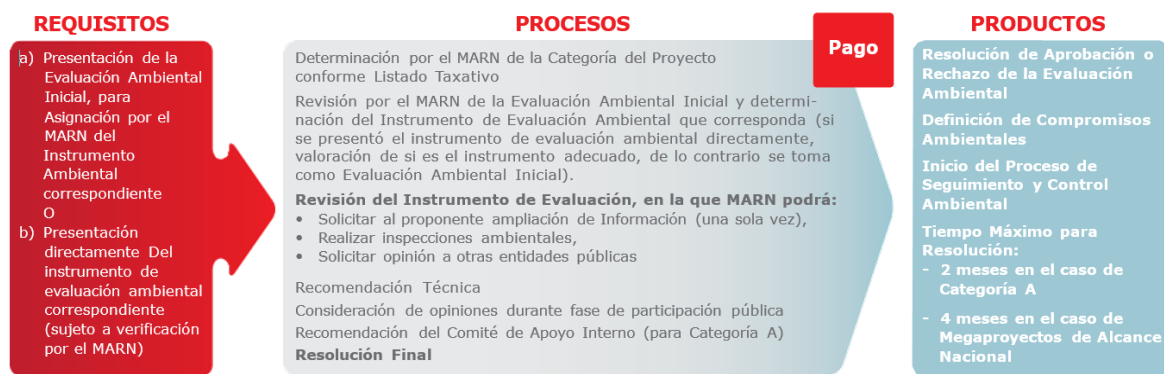 REQUISITOS
a) Presentación de la
Evaluación Ambiental
Inicial, para
Asignación por el
MARN del
Instrumento
Ambiental
correspondiente
O
b) Presentación
directamente Del
instrumento de
evaluación ambiental
correspondiente
(sujeto a verificación
por el MARN)
PROCESOS
Determinación por el MARN de la Categoría del Proyecto
conforme Listado Taxativo
Revisión por el MARN de la Evaluación Ambiental Inicial y determi-
nación del Instrumento de Evaluación Ambiental que corresponda (si
se presentó el instrumento de evaluación ambiental directamente,
valoración de si es el instrumento adecuado, de lo contrario se toma
como Evaluación Ambiental Inicial).
Revisión del Instrumento de Evaluación, en la que MARN podrá:
• Solicitar al proponente ampliación de Información (una sola vez),
• Realizar inspecciones ambientales,
• Solicitar opinión a otras entidades públicas
Recomendación Técnica
Consideración de opiniones durante fase de participación pública
Recomendación del Comité de Apoyo Interno (para Categoría A)
Resolución Final
Pago
PRODUCTOS
Resolución de Aprobación o
Rechazo de la Evaluación
Ambiental
Definición de Compromisos
Ambientales
Inicio del Proceso de
Seguimiento y Control
Ambiental
Tiempo Máximo para
Resolución:
- 2 meses en el caso de
Categoría A
- 4 meses en el caso de
Megaproyectos de Alcance
Nacional